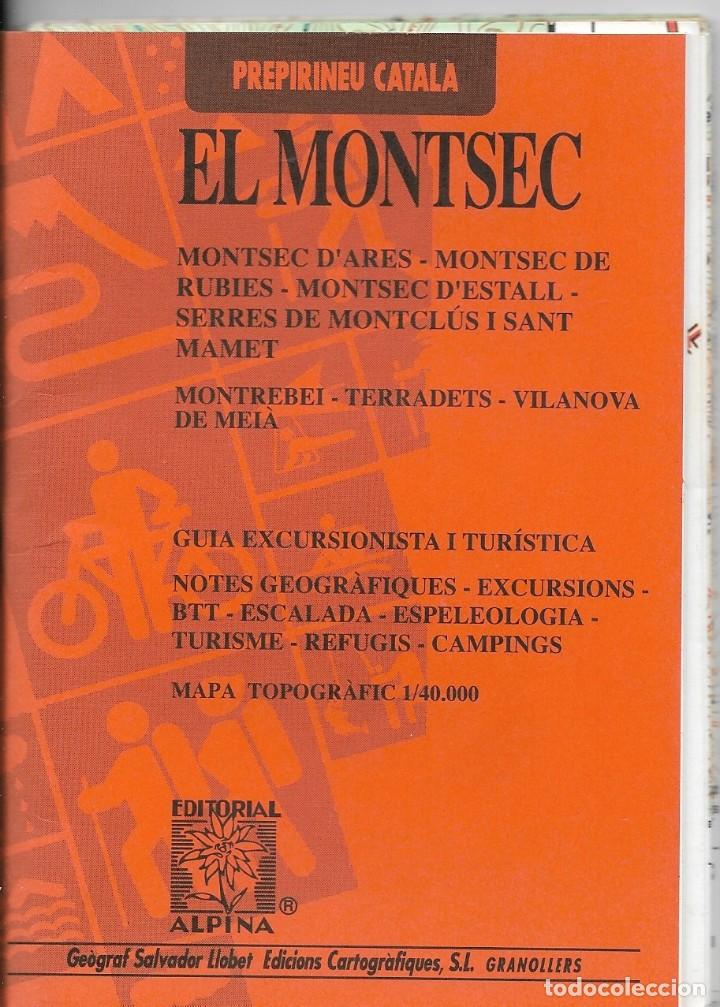 PREPIRINEU CATALÀ
EL MONTSEC
MONTSEC D'ARES - MONTSEC DE
RUBIES - MONTSEC D'ESTALL -
SERRES DE MONTCLÚS I SANT
MAMET
MONTREBEI - TERRADETS - VILANOVA
DE MEIÀ
GUIA EXCURSIONISTA I TURÍSTICA
NOTES GEOGRÀFIQUES - EXCURSIONS -
BTT - ESCALADA - ESPELEOLOGIA -
TURISME - REFUGIS - CAMPINGS
MAPA TOPOGRÀFIC 1/40.000
EDITORIAL
ALPINA ®
Geògraf Salvador Llobet Edicions Cartogràfiques, S.L. GRANOLLERS
todocoleccion